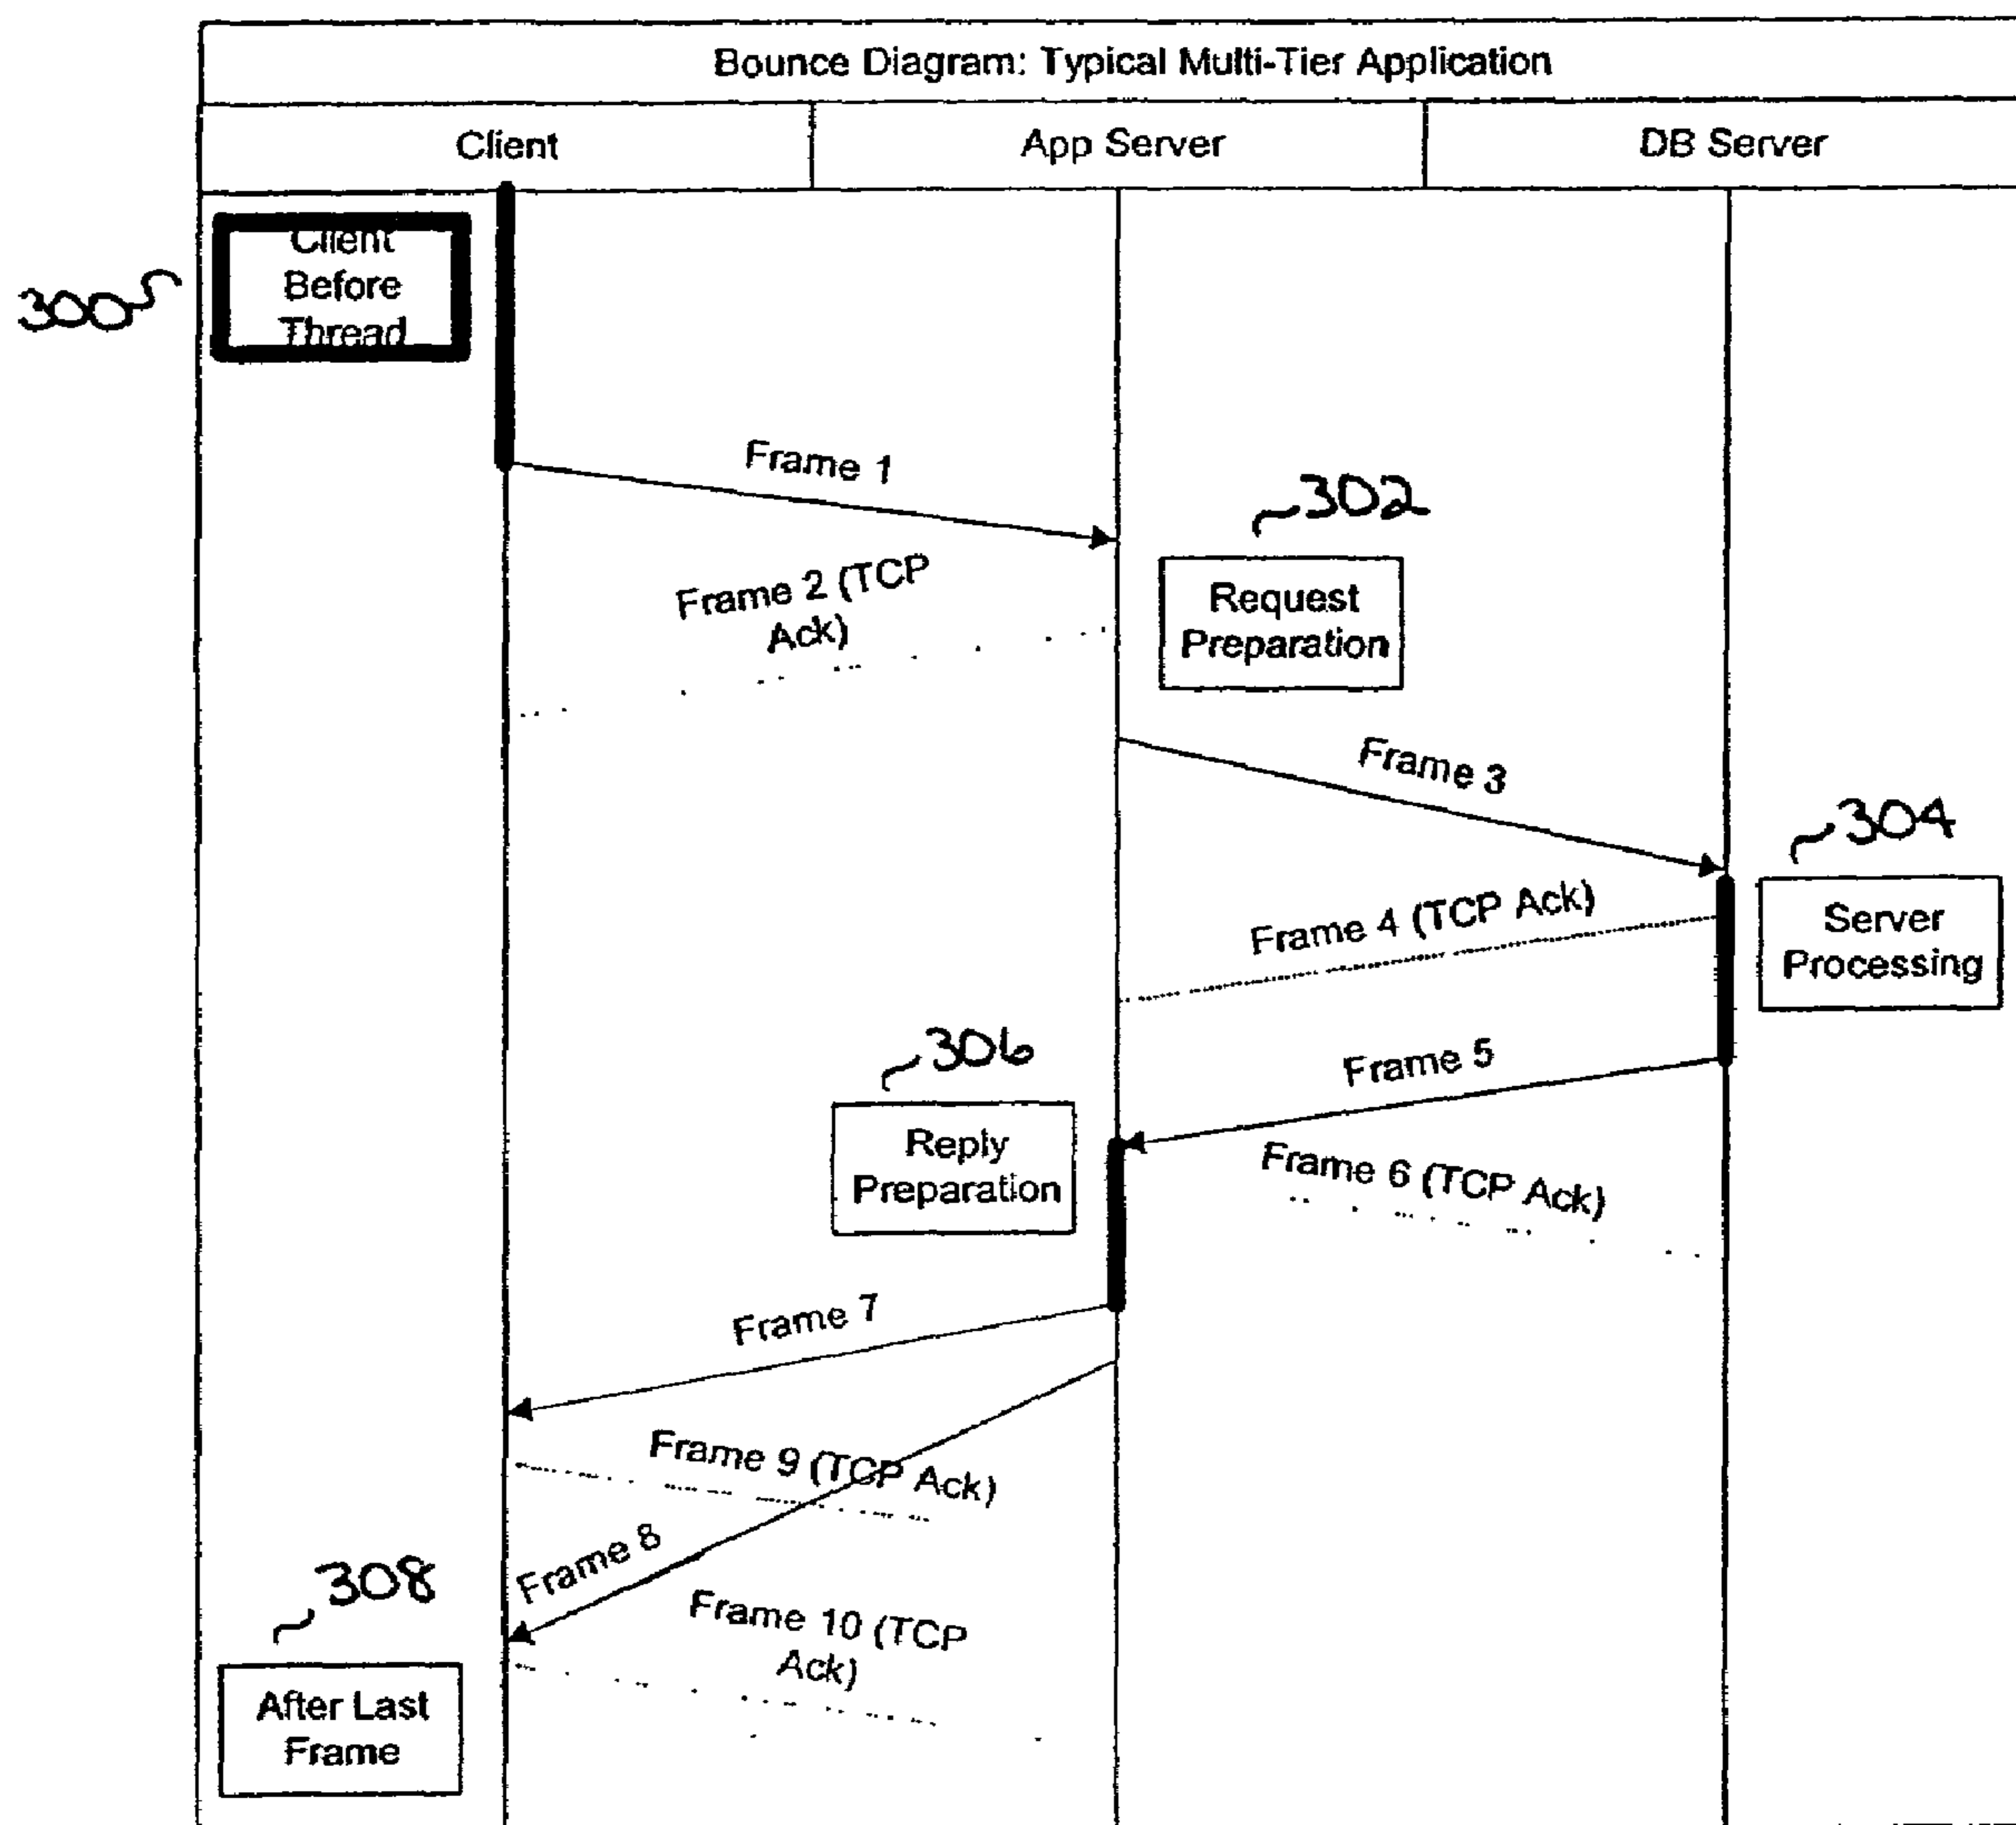 Bounce Diagram: Typical Multi-Tier Application
Client
App Server
DB Server
300
Client
Before
Thread
Frame 1
302
Frame 2 (TCP
Ack)
Request
Preparation
Frame 3
304
Frame 4 (TCP Ack)
Server
Processing
306
Frame 5
Reply
Preparation
Frame 6 (TCP Ack)
Frame 7
Frame 9 (TCP Ack)
Frame 8
308
Frame 10 (TCP
Ack)
After Last
Frame